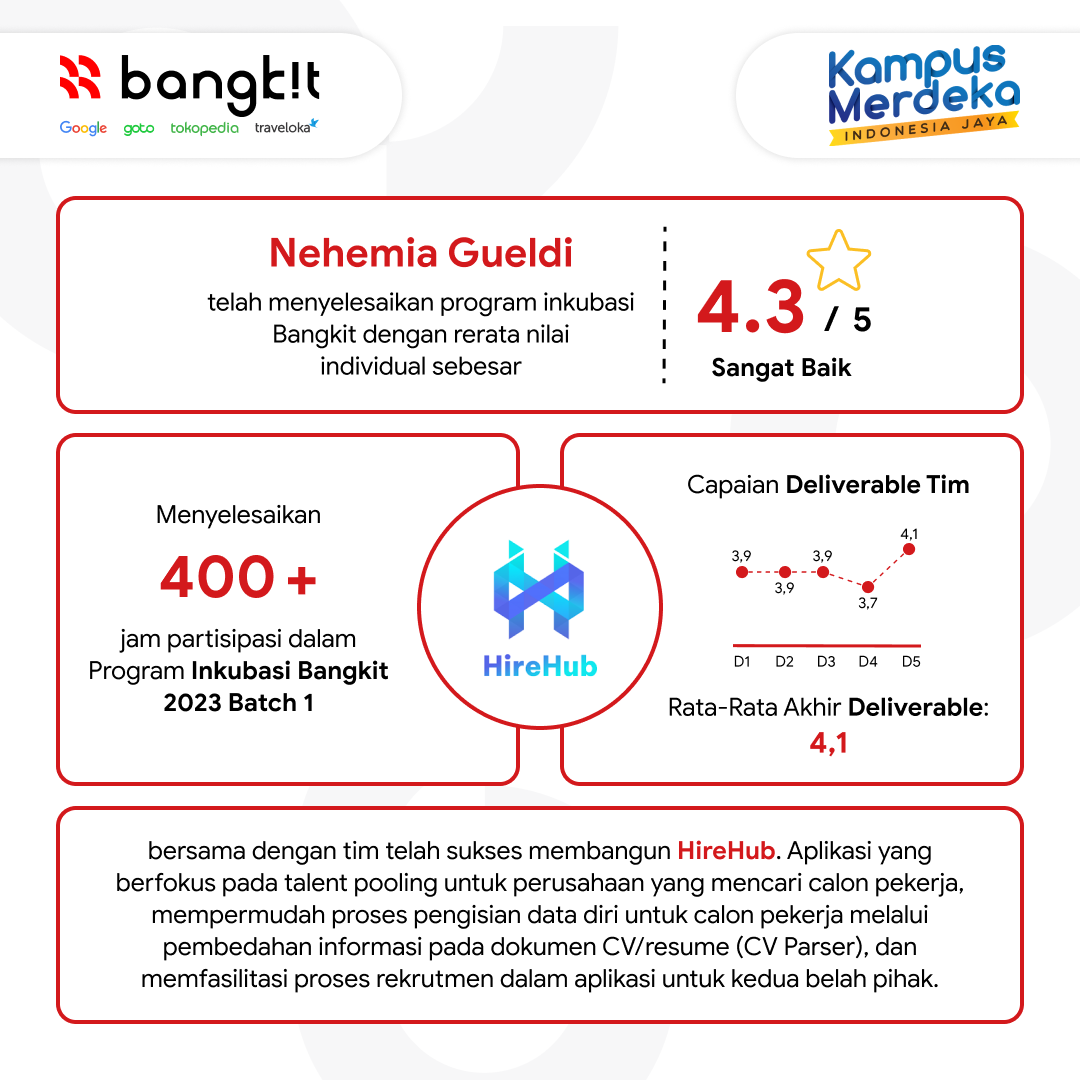 bangk!t
Google goto tokopedia traveloka
Kampus
Merdeka
INDONESIA JAYA
Nehemia Gueldi
telah menyelesaikan program inkubasi
Bangkit dengan rerata nilai
individual sebesar
4.3 / 5
Sangat Baik
Menyelesaikan
400 +
jam partisipasi dalam
Program Inkubasi Bangkit
2023 Batch 1
HireHub
Capaian Deliverable Tim
3,9
3,9
3,9
3,7
4,1
D1 D2 D3 D4 D5
Rata-Rata Akhir Deliverable:
4,1
bersama dengan tim telah sukses membangun HireHub. Aplikasi yang
berfokus pada talent pooling untuk perusahaan yang mencari calon pekerja,
mempermudah proses pengisian data diri untuk calon pekerja melalui
pembedahan informasi pada dokumen CV/resume (CV Parser), dan
memfasilitasi proses rekrutmen dalam aplikasi untuk kedua belah pihak.